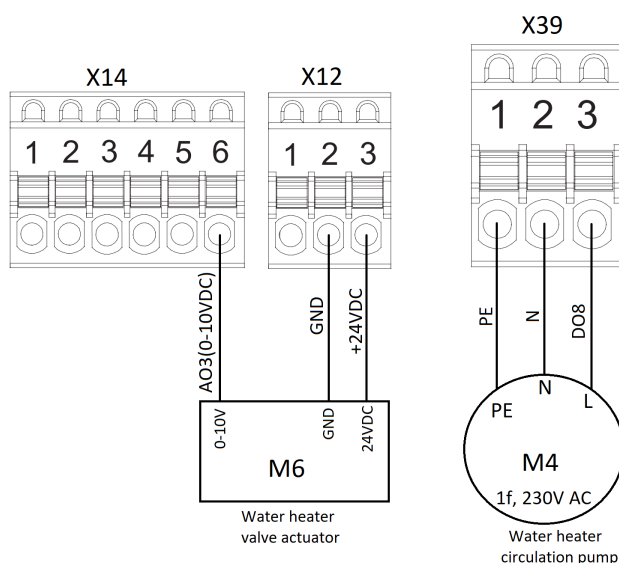 X14
X12
X39
1 2 3 4 5 6
1 2 3
1 2 3
AO3(0-10VDC)
GND
+24VDC
PE
N
DO8
0-10V
GND
24VDC
M6
PE
N
L
M4
1f, 230V AC
Water heater
valve actuator
Water heater
circulation pump